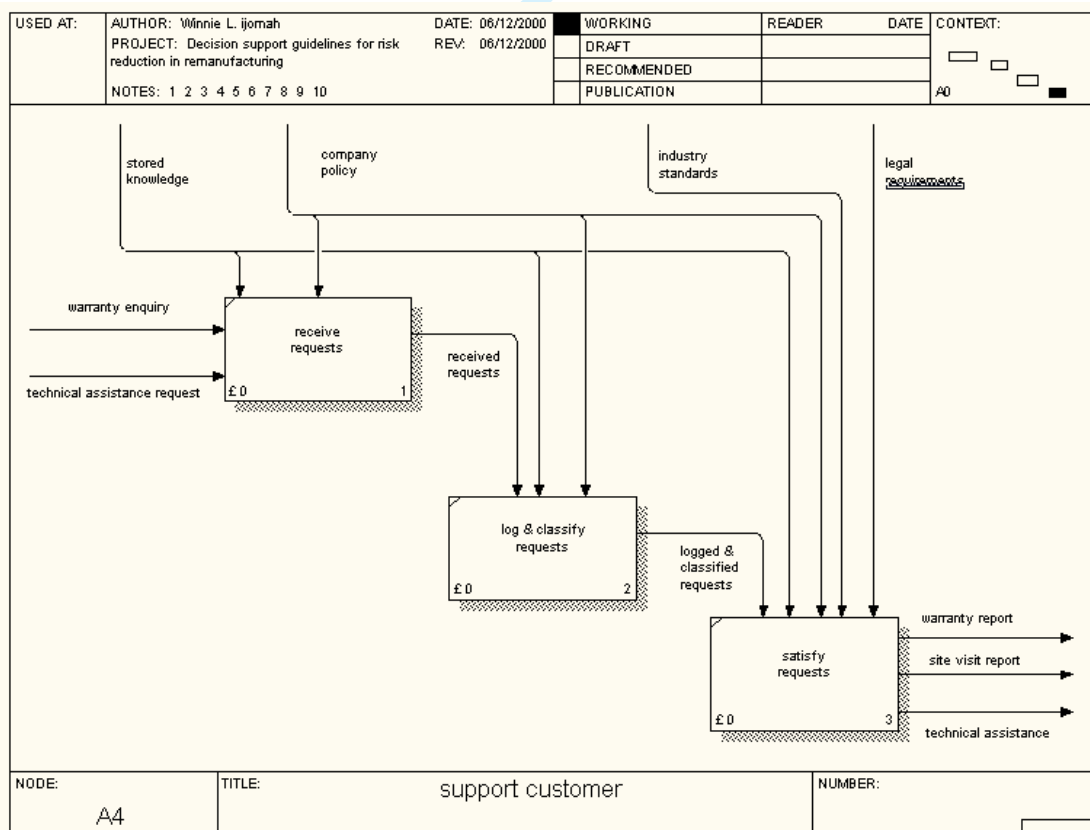 USED AT:
AUTHOR: Winnie L. ijomah
DATE: 06/12/2000
WORKING
READER
DATE
CONTEXT:
PROJECT: Decision support guidelines for risk
REV: 06/12/2000
DRAFT
reduction in remanufacturing
RECOMMENDED
NOTES: 1 2 3 4 5 6 7 8 9 10
PUBLICATION
A0
stored
knowledge
company
policy
industry
standards
legal
requirements
warranty enquiry
technical assistance request
receive
requests
£ 0
1
received
requests
log & classify
requests
£ 0
2
logged &
classified
requests
satisfy
requests
£ 0
3
warranty report
site visit report
technical assistance
NODE:
A4
TITLE:
support customer
NUMBER: